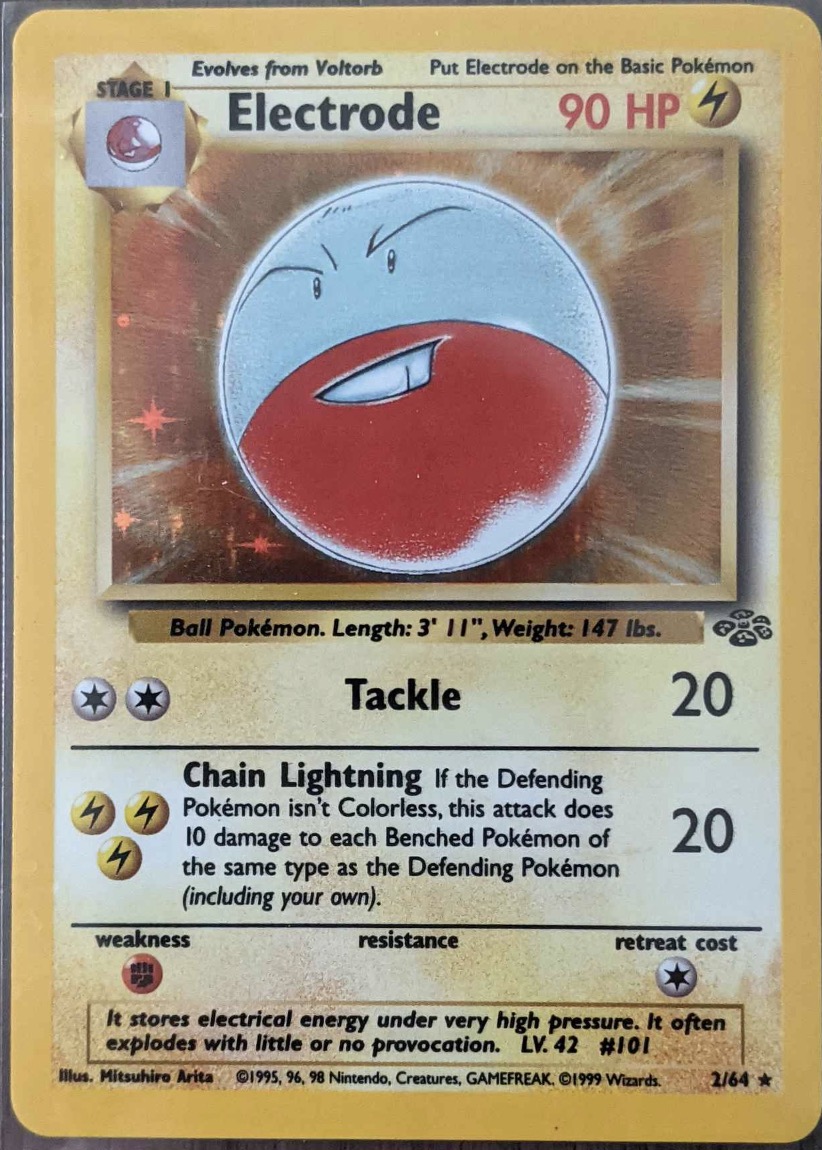 Evolves from Voltorb Put Electrode on the Basic Pokémon
STAGE 1
Electrode 90 HP
Ball Pokémon. Length: 3' 11", Weight: 147 lbs.
Tackle 20
Chain Lightning If the Defending
Pokémon isn't Colorless, this attack does
10 damage to each Benched Pokémon of
the same type as the Defending Pokémon
(including your own).
20
weakness resistance retreat cost
It stores electrical energy under very high pressure. It often
explodes with little or no provocation. LV. 42 #101
Illus. Mitsuhiro Arita ©1995, 96, 98 Nintendo, Creatures, GAMEFREAK. ©1999 Wizards. 2/64 ★